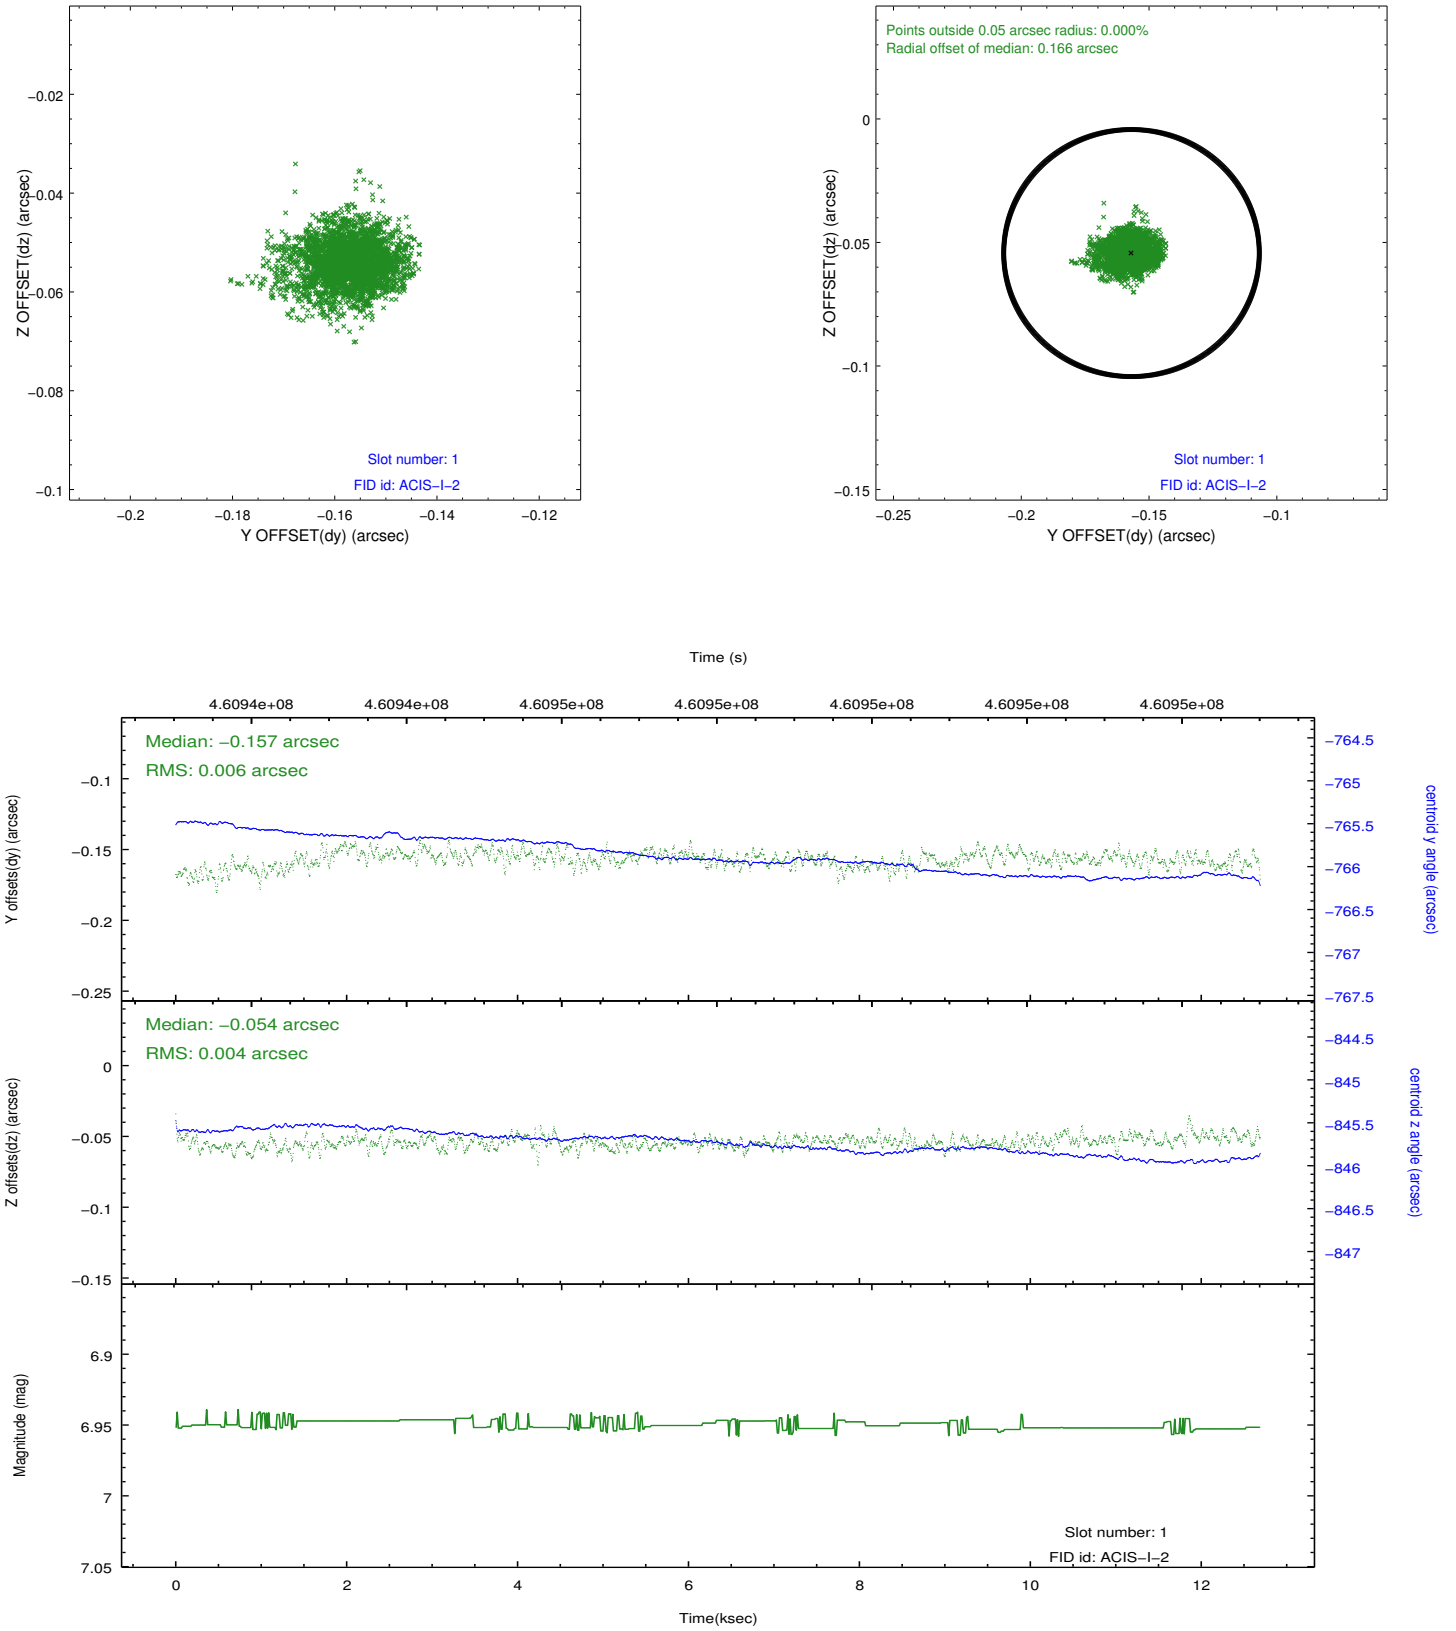 −0.02
−0.04
−0.06
−0.08
−0.1
Z OFFSET(dz) (arcsec)
−0.2
−0.18
−0.16
−0.14
−0.12
Y OFFSET(dy) (arcsec)
Slot number: 1
FID id: ACIS−I−2
Points outside 0.05 arcsec radius: 0.000%
Radial offset of median: 0.166 arcsec
0
−0.05
−0.1
−0.15
Z OFFSET(dz) (arcsec)
Slot number: 1
FID id: ACIS−I−2
−0.25
−0.2
−0.15
−0.1
Y OFFSET(dy) (arcsec)
Time (s)
4.6094e+08
4.6094e+08
4.6095e+08
4.6095e+08
4.6095e+08
4.6095e+08
4.6095e+08
Median: −0.157 arcsec
RMS: 0.006 arcsec
−0.1
−0.15
−0.2
−0.25
Y offsets(dy) (arcsec)
−764.5
−765
−765.5
−766
−766.5
−767
−767.5
centroid y angle (arcsec)
Median: −0.054 arcsec
RMS: 0.004 arcsec
0
−0.05
−0.1
−0.15
Z offsets(dz) (arcsec)
−844.5
−845
−845.5
−846
−846.5
−847
centroid z angle (arcsec)
6.9
6.95
7
7.05
Magnitude (mag)
Slot number: 1
FID id: ACIS−I−2
0
2
4
6
8
10
12
Time(ksec)